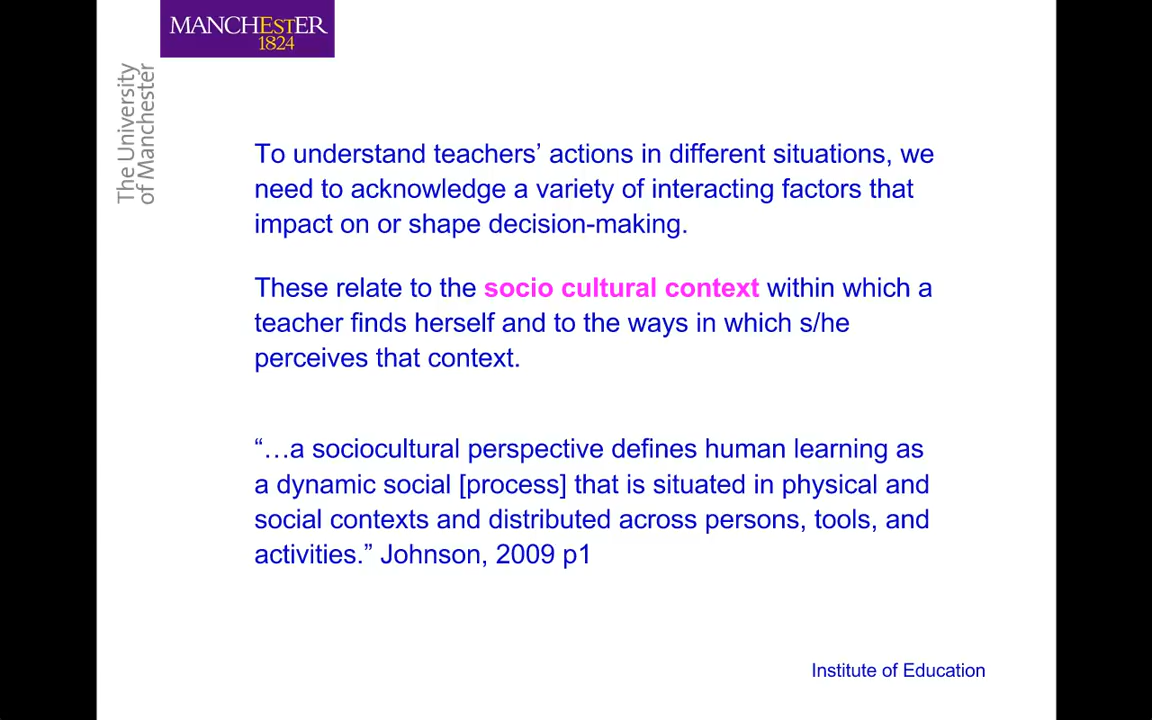 MANCHESTER
1824
The University
of Manchester
To understand teachers’ actions in different situations, we
need to acknowledge a variety of interacting factors that
impact on or shape decision-making.
These relate to the socio cultural context within which a
teacher finds herself and to the ways in which s/he
perceives that context.
“…a sociocultural perspective defines human learning as
a dynamic social [process] that is situated in physical and
social contexts and distributed across persons, tools, and
activities.” Johnson, 2009 p1
Institute of Education